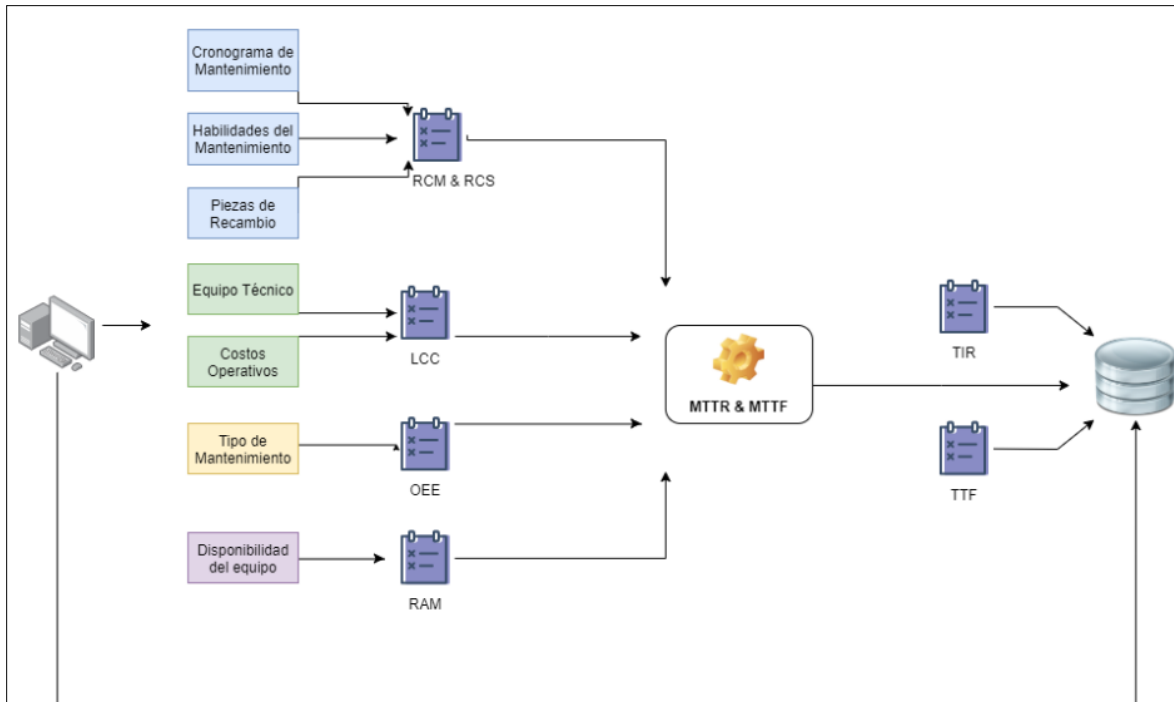 Cronograma de
Mantenimiento
Habilidades del
Mantenimiento
RCM & RCS
Piezas de
Recambio
Equipo Técnico
LCC
Costos
Operativos
TIR
MTTR & MTTF
Tipo de
Mantenimiento
OEE
TTF
Disponibilidad
del equipo
RAM